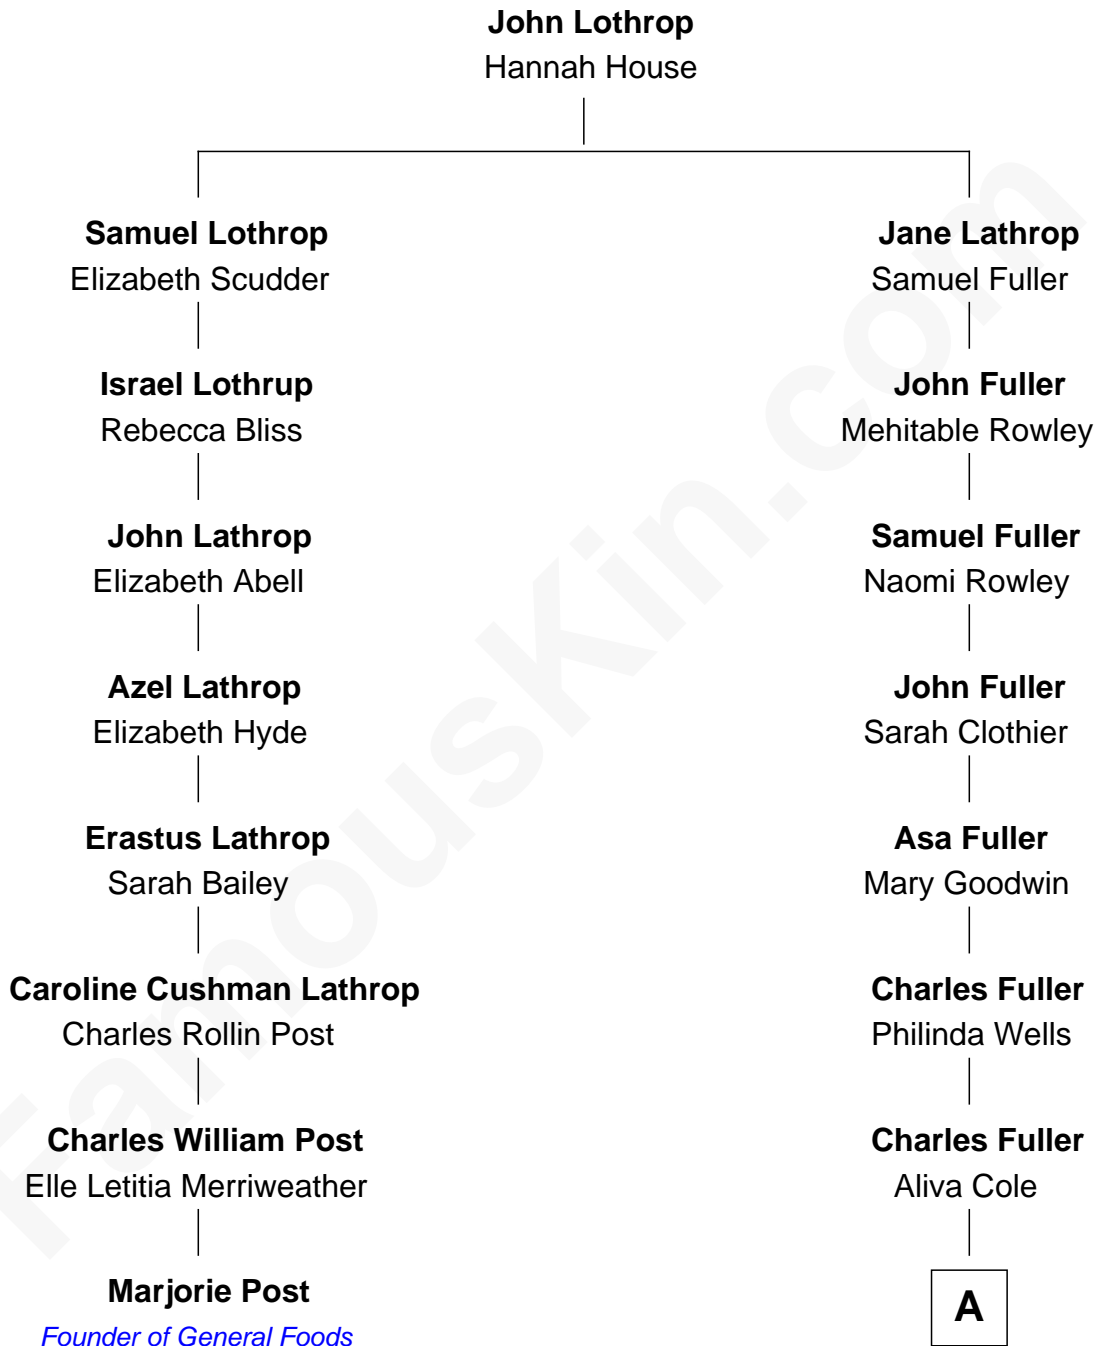 John Lothrop
Hannah House
Samuel Lothrop
Elizabeth Scudder
Israel Lothrup
Rebecca Bliss
John Lathrop
Elizabeth Abell
Azel Lathrop
Elizabeth Hyde
Erastus Lathrop
Sarah Bailey
Caroline Cushman Lathrop
Charles Rollin Post
Charles William Post
Elle Letitia Merriweather
Marjorie Post
Founder of General Foods
Jane Lathrop
Samuel Fuller
John Fuller
Mehitable Rowley
Samuel Fuller
Naomi Rowley
John Fuller
Sarah Clothier
Asa Fuller
Mary Goodwin
Charles Fuller
Philinda Wells
Charles Fuller
Aliva Cole
A
FamousKin.com